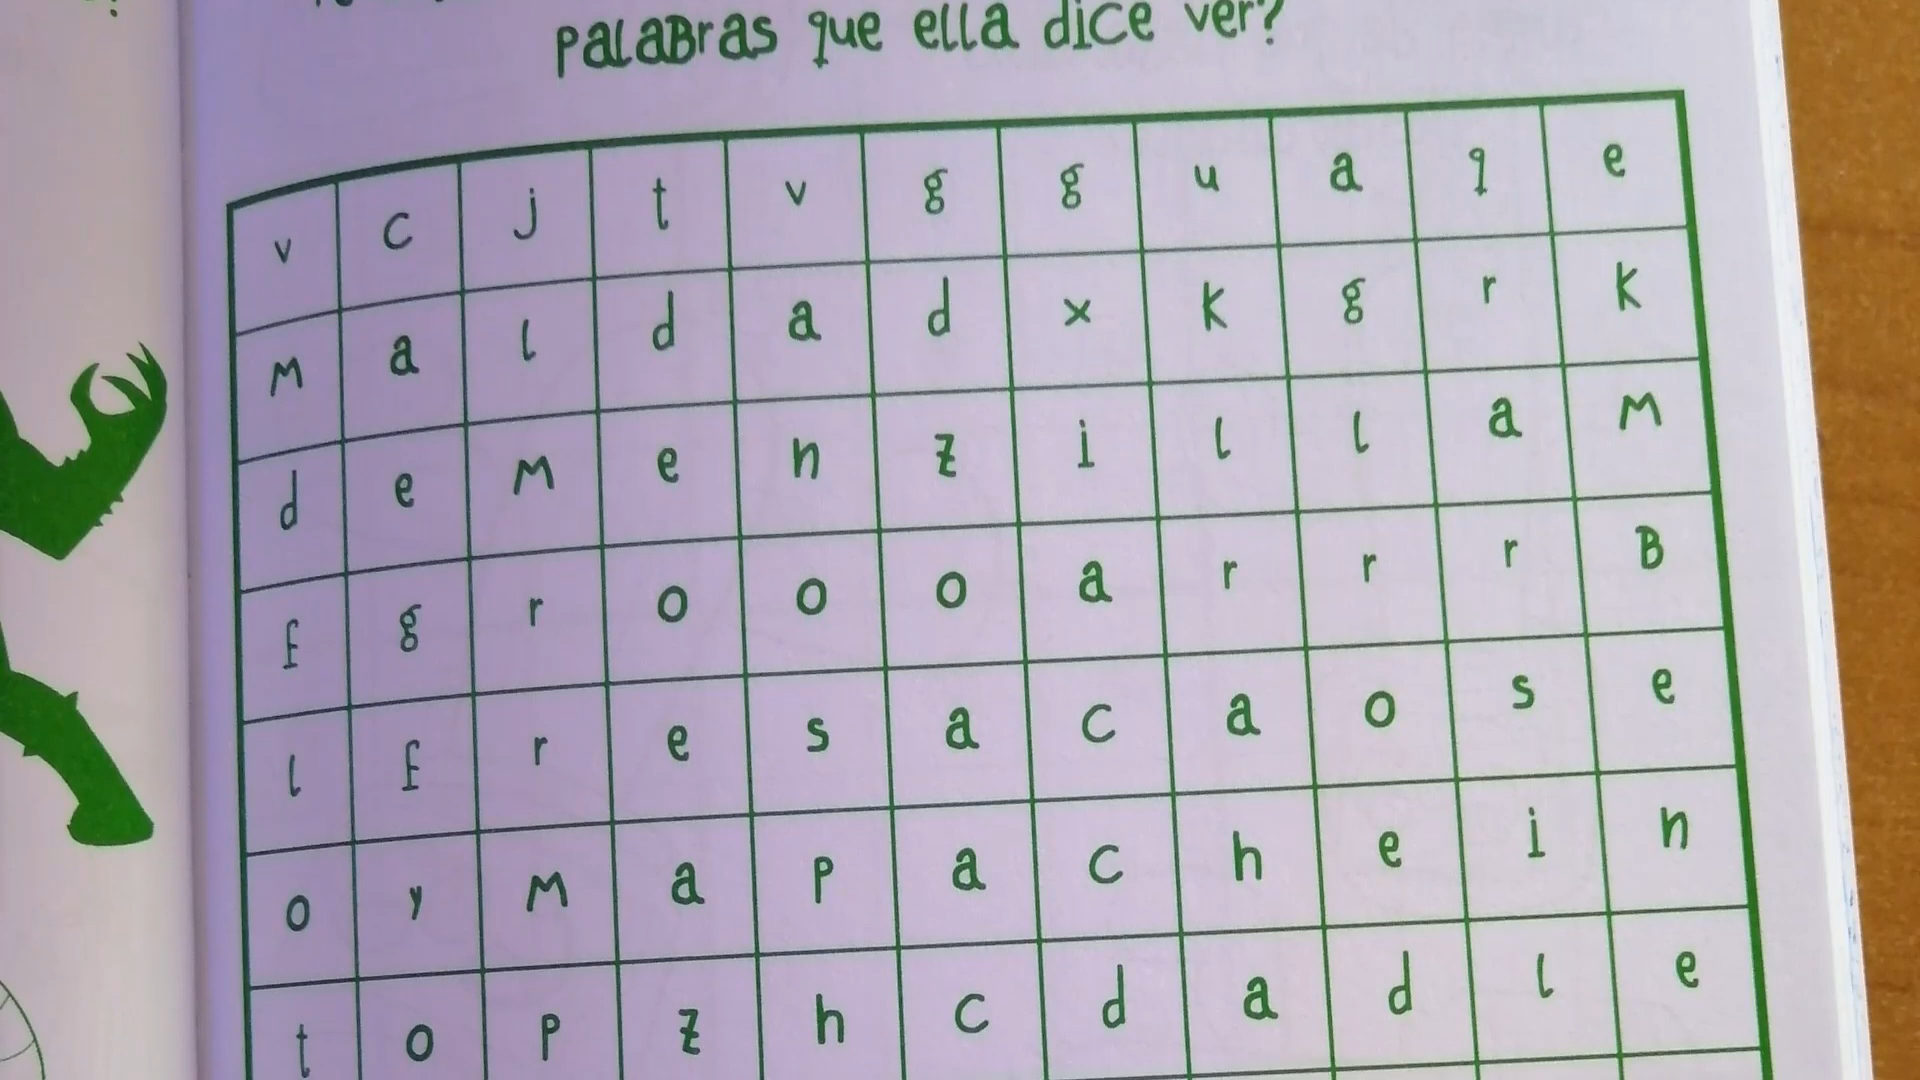 palabras que ella dice ver?
v c j t v g g u a q e
m a l d a d x k g r k
d e m e n z i l l a m
f g r o o o a r r r b
l f r e s a c a o s e
o y m a p a c h e i n
t o p z h c d a d l e